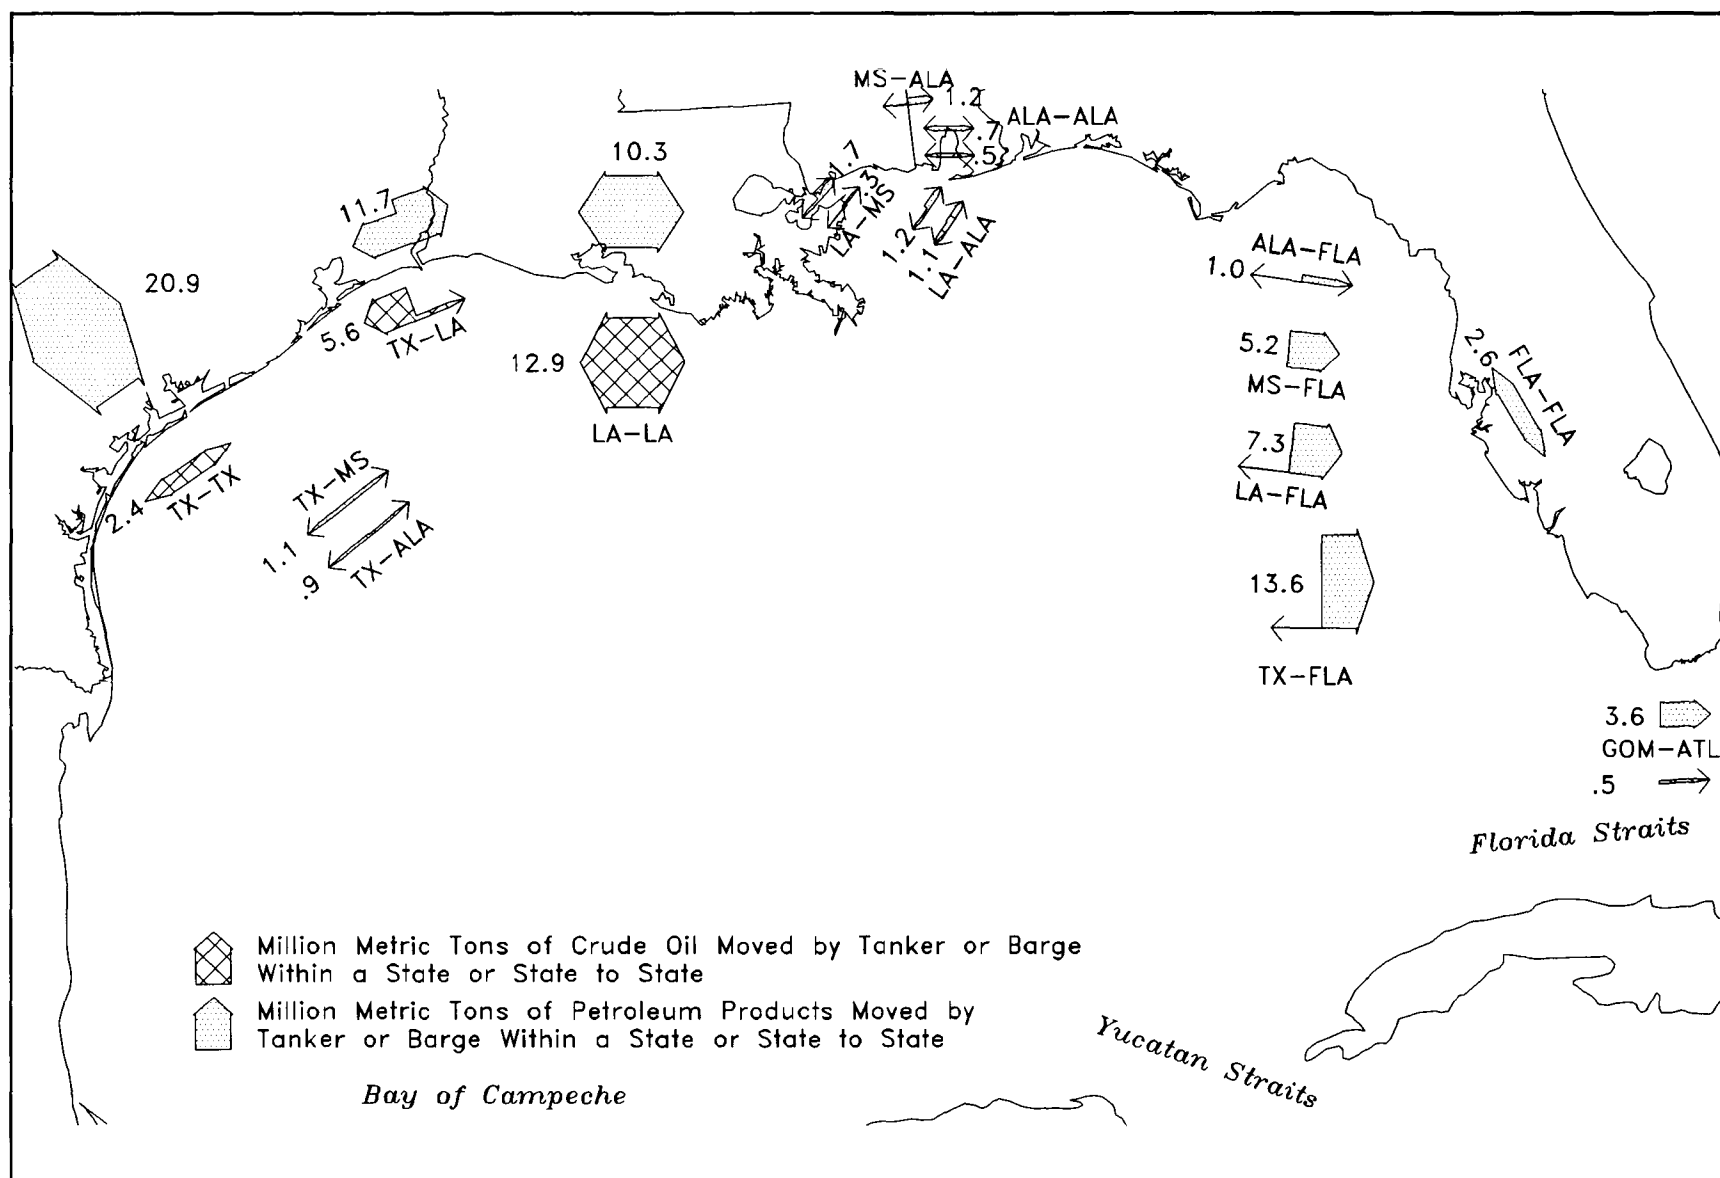 MS-ALA
1.2
ALA-ALA
.7
.5
10.3
1.7
.3
LA-MS
11.7
1.2
1.1
LA-ALA
20.9
ALA-FLA
1.0
5.6
TX-LA
12.9
LA-LA
5.2
MS-FLA
2.6
FLA-FLA
7.3
LA-FLA
TX-TX
2.4
TX-MS
1.1
TX-ALA
.9
13.6
TX-FLA
3.6
GOM-ATL
.5
Florida Straits
Million Metric Tons of Crude Oil Moved by Tanker or Barge
Within a State or State to State
Million Metric Tons of Petroleum Products Moved by
Tanker or Barge Within a State or State to State
Yucatan Straits
Bay of Campeche